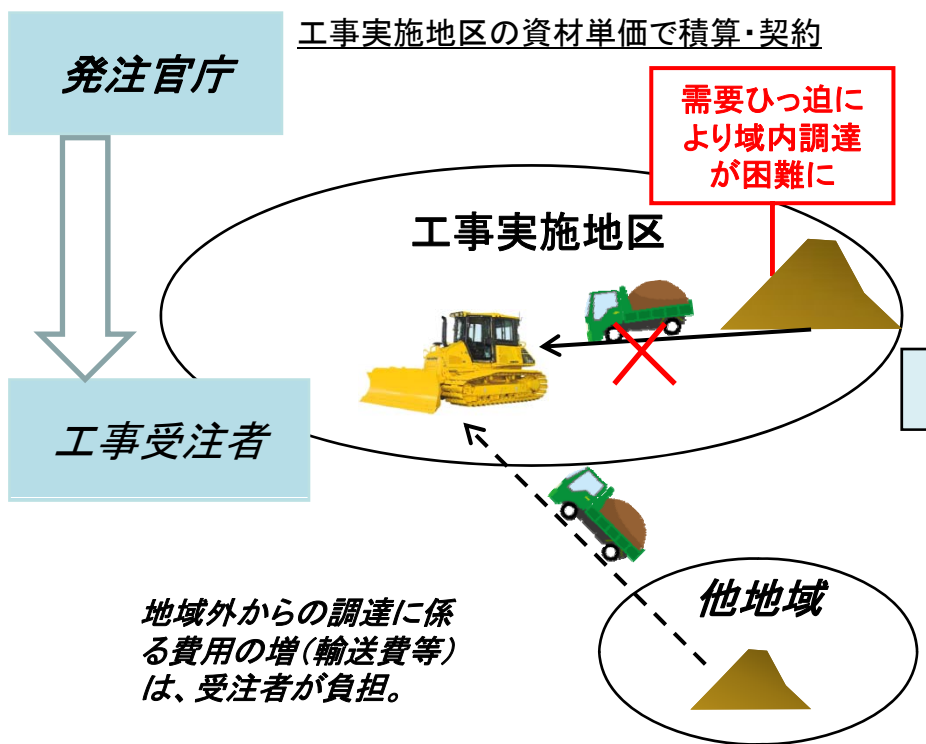 工事実施地区の資材単価で積算・契約
発注官庁
需要ひっ迫に
より域内調達
が困難に
工事実施地区
工事受注者
他地域
地域外からの調達に係
る費用の増(輸送費等)
は、受注者が負担。